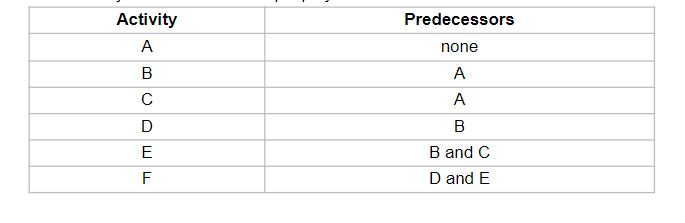 Activity Predecessors
A none
B A
C A
D B
E B and C
F D and E